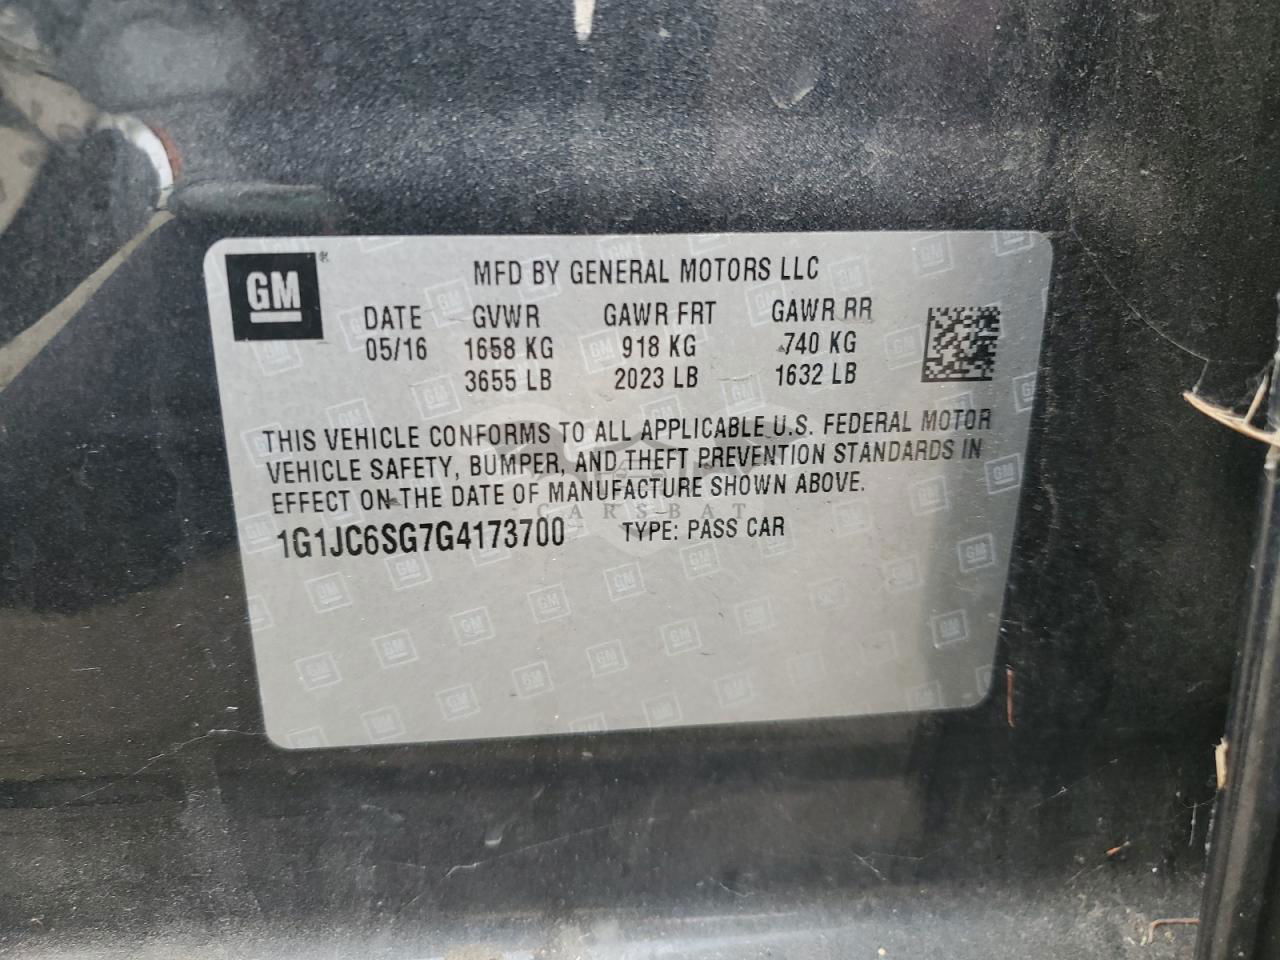 GM
MFD BY GENERAL MOTORS LLC
DATE GVWR GAWR FRT GAWR RR
05/16 1658 KG 918 KG 740 KG
3655 LB 2023 LB 1632 LB
THIS VEHICLE CONFORMS TO ALL APPLICABLE U.S. FEDERAL MOTOR
VEHICLE SAFETY, BUMPER, AND THEFT PREVENTION STANDARDS IN
EFFECT ON THE DATE OF MANUFACTURE SHOWN ABOVE.
CARSBAT
1G1JC6SG7G4173700 TYPE: PASS CAR